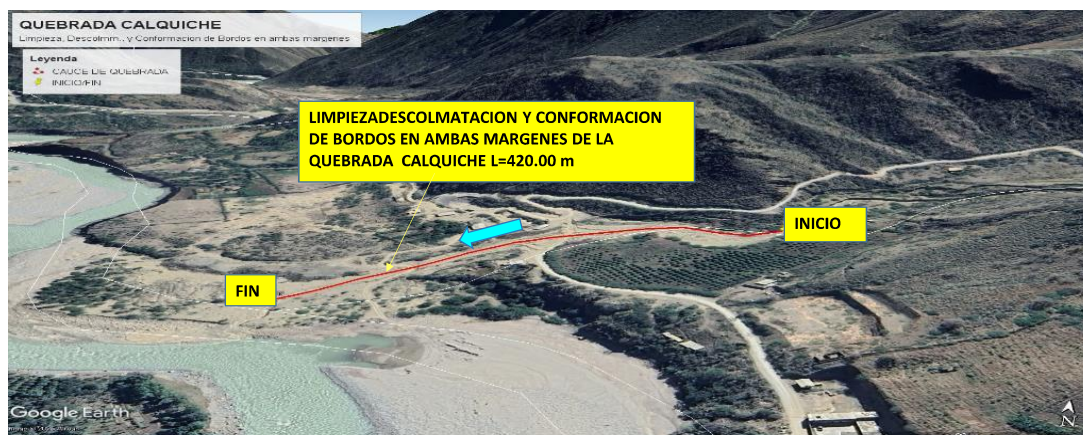 QUEBRADA CALQUICHE
Limpieza, Descolmm.. y Conformacion de Bordos en ambas margenes
Leyenda
CAUCE DE QUEBRADA
INICIO/FIN
LIMPIEZADESCOLMATACION Y CONFORMACION
DE BORDOS EN AMBAS MARGENES DE LA
QUEBRADA CALQUICHE L=420.00 m
INICIO
FIN
Google Earth
N